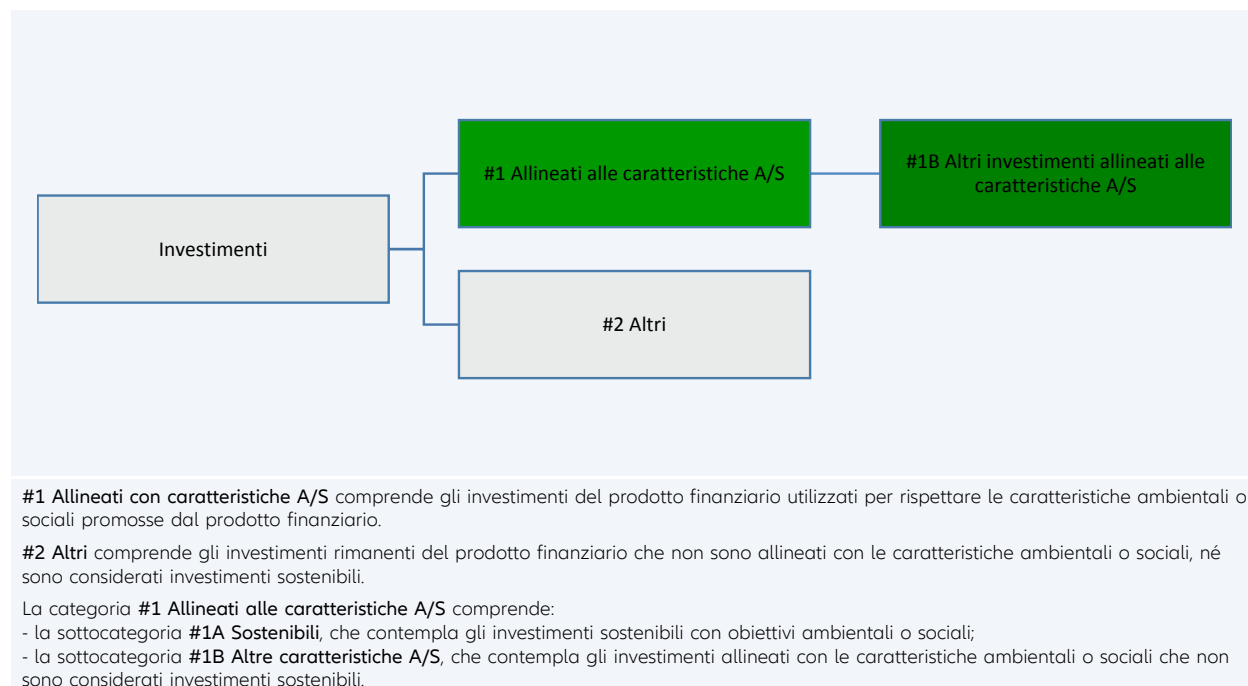 #1 Allineati alle caratteristiche A/S
#1B Altri investimenti allineati alle
caratteristiche A/S
Investimenti
#2 Altri
#1 Allineati con caratteristiche A/S comprende gli investimenti del prodotto finanziario utilizzati per rispettare le caratteristiche ambientali o
sociali promosse dal prodotto finanziario.
#2 Altri comprende gli investimenti rimanenti del prodotto finanziario che non sono allineati con le caratteristiche ambientali o sociali, né
sono considerati investimenti sostenibili.
La categoria #1 Allineati alle caratteristiche A/S comprende:
- la sottocategoria #1A Sostenibili, che contempla gli investimenti sostenibili con obiettivi ambientali o sociali;
- la sottocategoria #1B Altre caratteristiche A/S, che contempla gli investimenti allineati con le caratteristiche ambientali o sociali che non
sono considerati investimenti sostenibili.